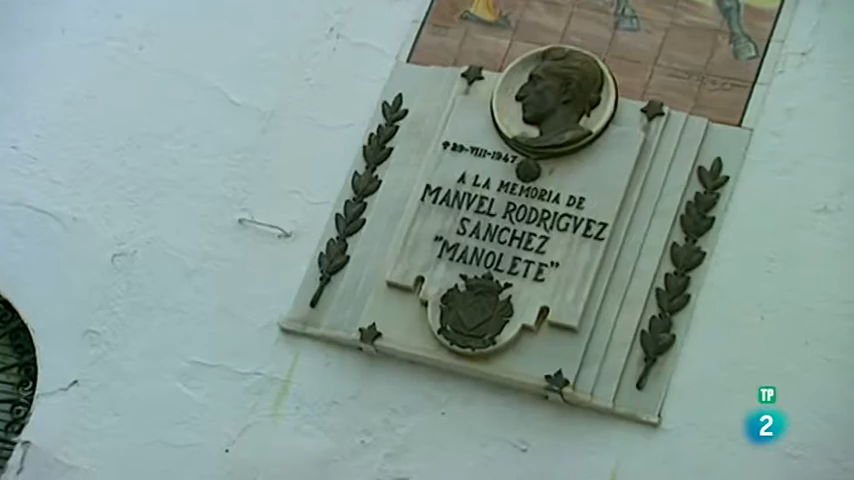 ✝29-VIII-1947
A LA MEMORIA DE
MANVEL RODRIGVEZ
SANCHEZ
"MANOLETE"
TP
2